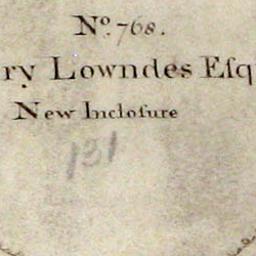 No. 768.
ry Lowndes Esq
New Inclosure
131